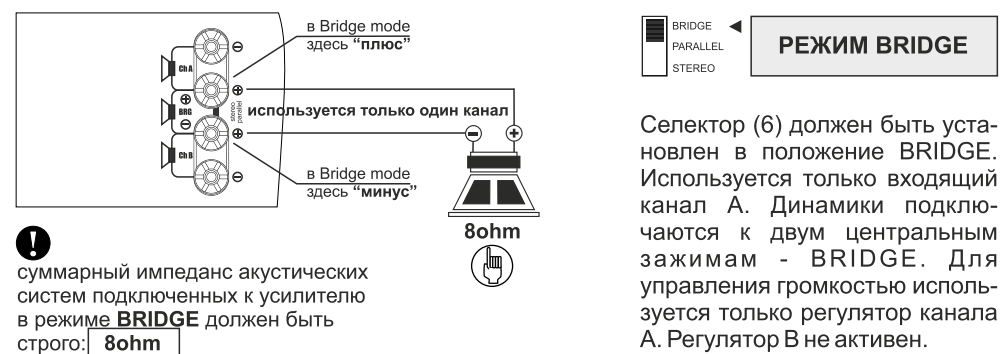 в Bridge mode
здесь “плюс”
Ch A
BRG
stereo
parallel
используется только один канал
Ch B
в Bridge mode
здесь “минус”
8ohm
суммарный импеданс акустических
систем подключенных к усилителю
в режиме BRIDGE должен быть
строго: 8ohm
BRIDGE
PARALLEL
STEREO
РЕЖИМ BRIDGE
Селектор (6) должен быть уста-
новлен в положение BRIDGE.
Используется только входящий
канал А. Динамики подклю-
чаются к двум центральным
зажимам - BRIDGE. Для
управления громкостью исполь-
зуется только регулятор канала
А. Регулятор В не активен.